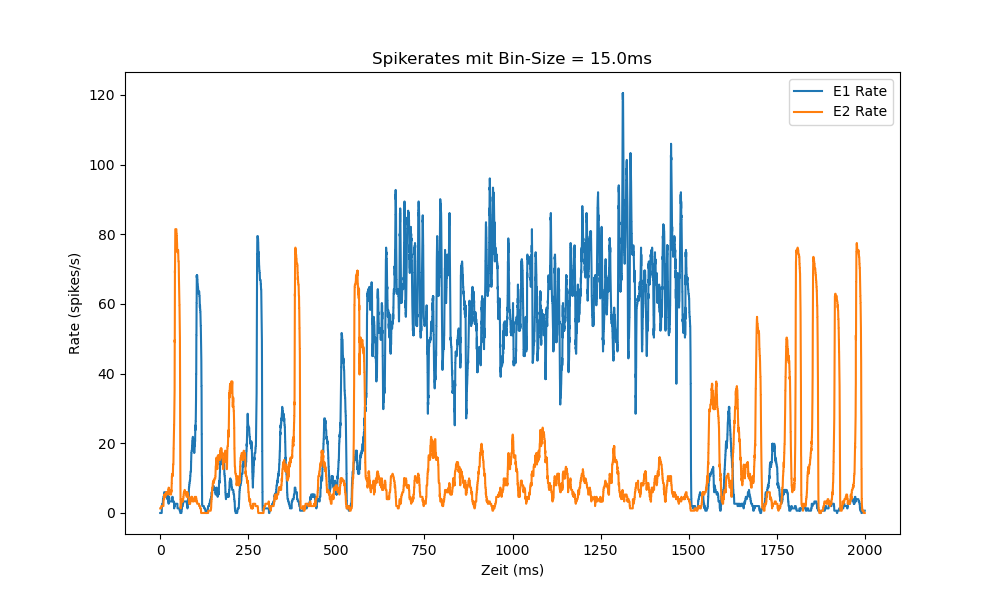 Spikerates mit Bin-Size = 15.0ms
E1 Rate
E2 Rate
Rate (spikes/s)
120
100
80
60
40
20
0
0 250 500 750 1000 1250 1500 1750 2000
Zeit (ms)